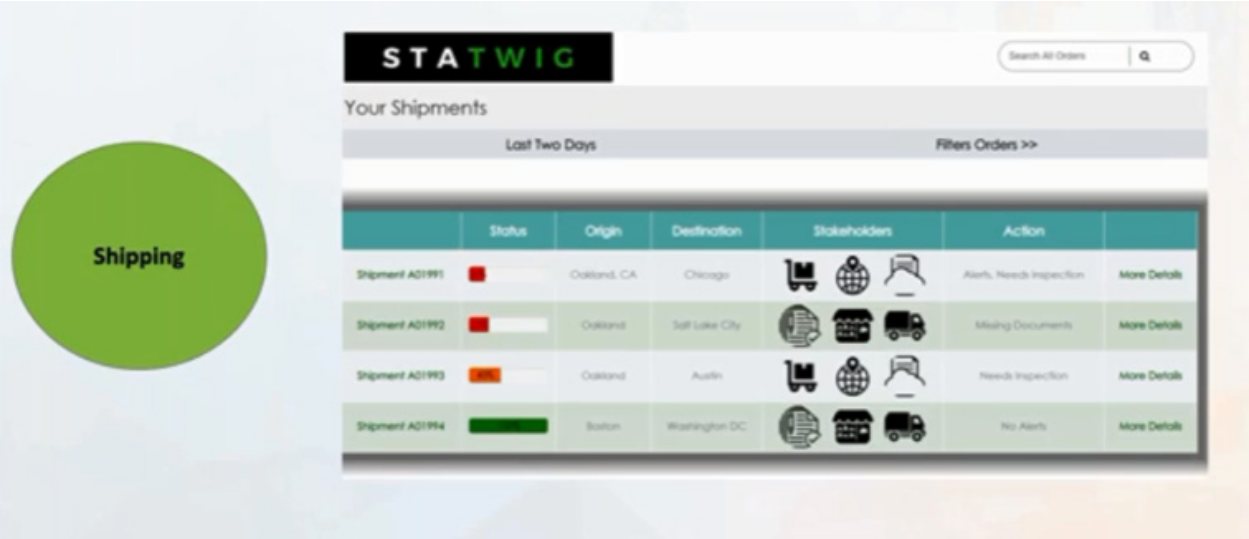 STATWIG
Search All Orders
Your Shipments
Last Two Days Filters Orders >>
Shipping
Status Origin Destination Stakeholders Action
Shipment A01991 Oakland, CA Chicago Alerts, Needs Inspection More Details
Shipment A01992 Oakland Salt Lake City Missing Documents More Details
Shipment A01993 40% Oakland Austin Needs Inspection More Details
Shipment A01994 Boston Washington DC No Alerts More Details